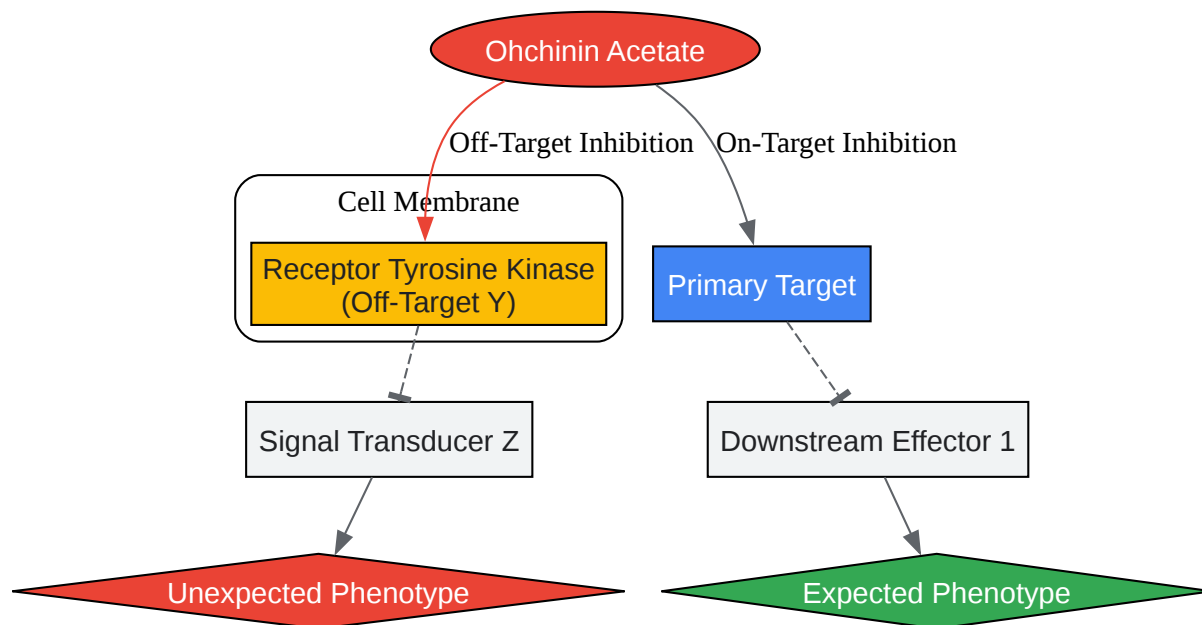 Ohchinin Acetate
Off-Target Inhibition
On-Target Inhibition
Cell Membrane
Receptor Tyrosine Kinase
(Off-Target Y)
Primary Target
Signal Transducer Z
Downstream Effector 1
Unexpected Phenotype
Expected Phenotype